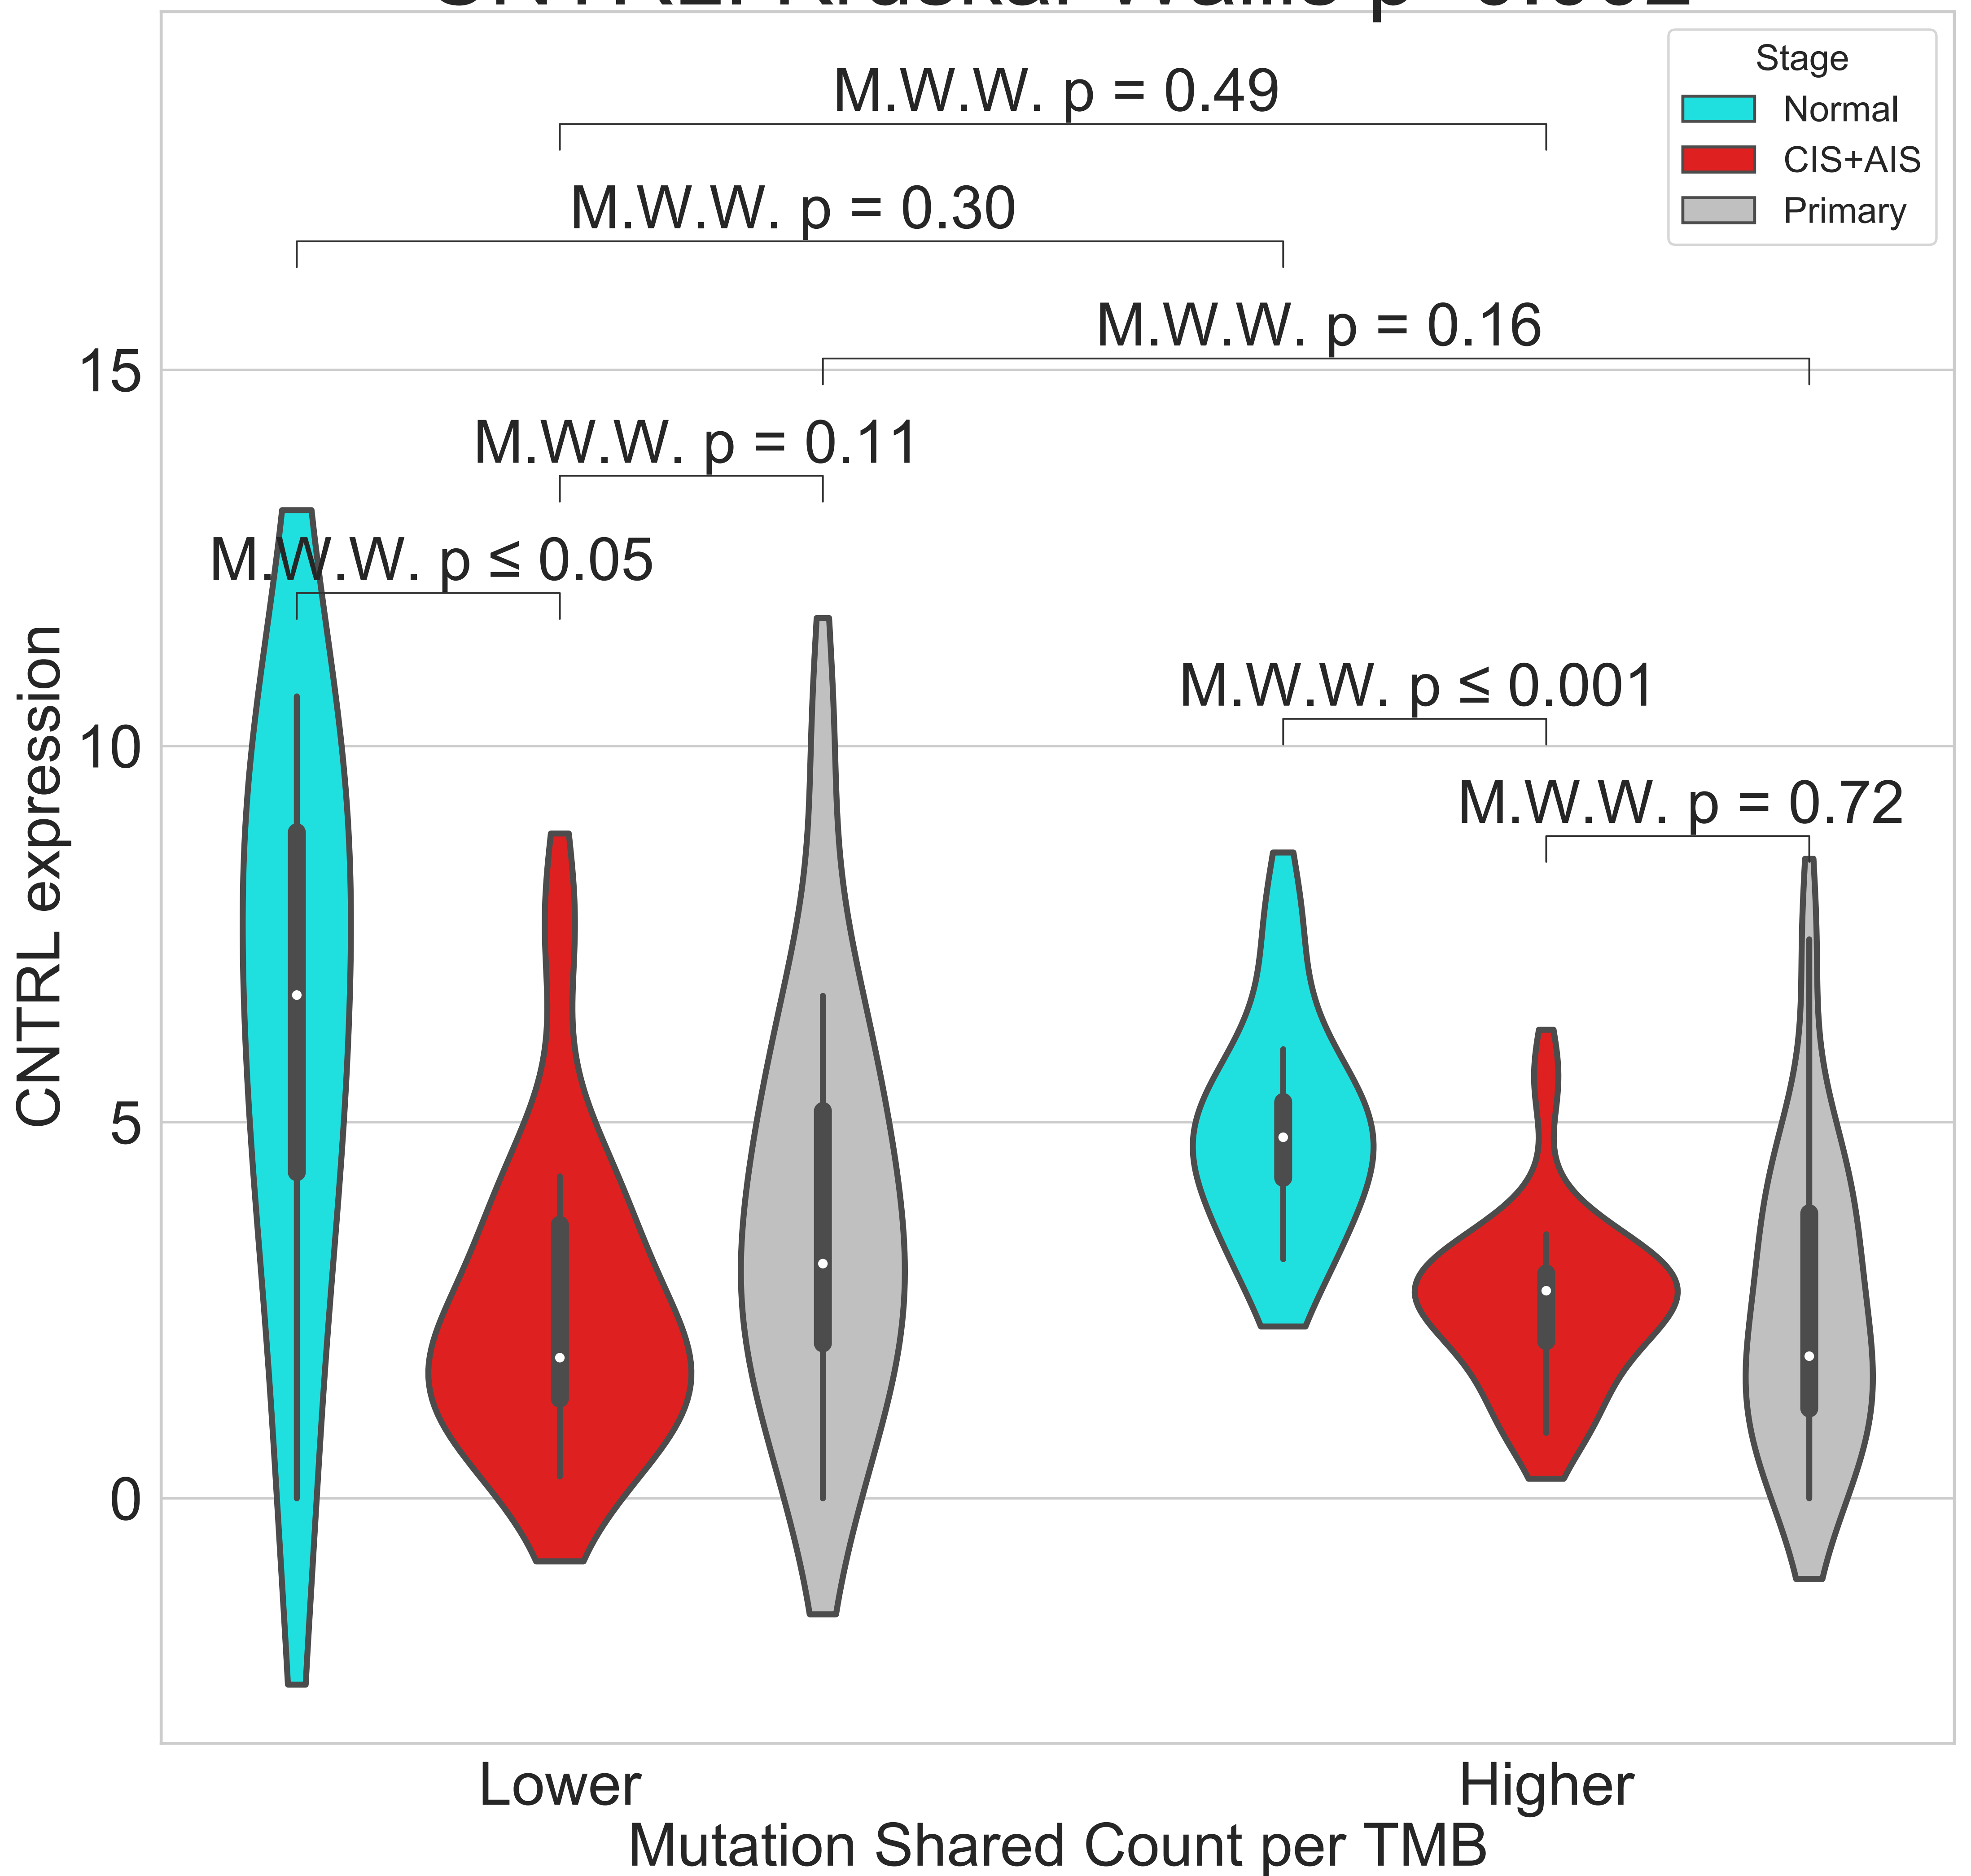 Stage
Normal
CIS+AIS
Primary
M.W.W. p = 0.49
M.W.W. p = 0.30
M.W.W. p = 0.16
M.W.W. p = 0.11
M.W.W. p ≤ 0.05
M.W.W. p ≤ 0.001
M.W.W. p = 0.72
15
10
5
0
CNTRL expression
Lower
Higher
Mutation Shared Count per TMB